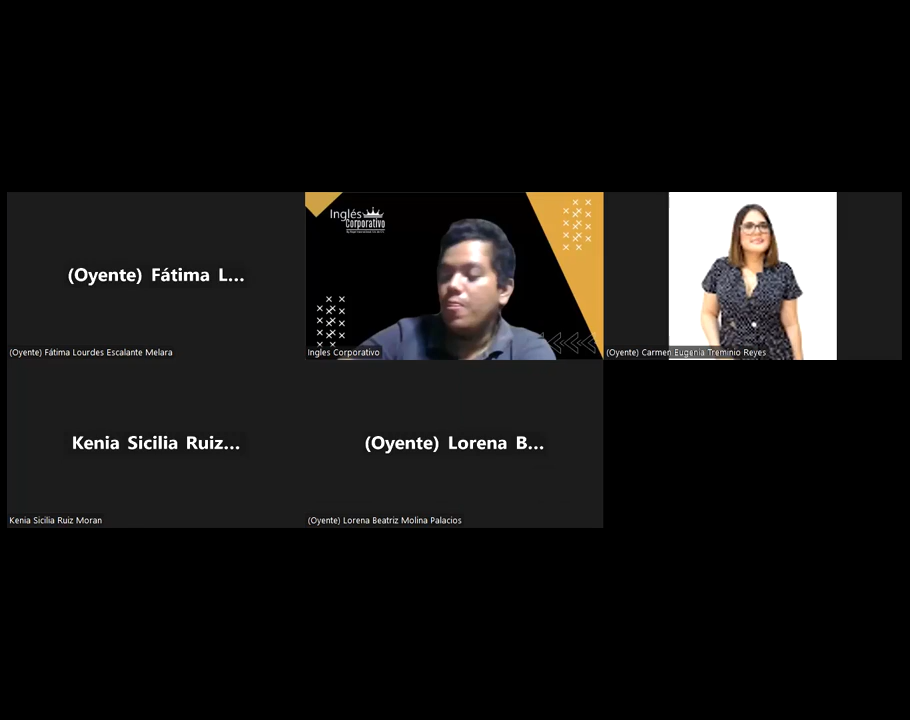 (Oyente) Fátima L...
(Oyente) Fátima Lourdes Escalante Melara
Inglés
Corporativo
Ingles Corporativo
(Oyente) Carmen Eugenia Treminio Reyes
Kenia Sicilia Ruiz...
Kenia Sicilia Ruiz Moran
(Oyente) Lorena B...
(Oyente) Lorena Beatriz Molina Palacios